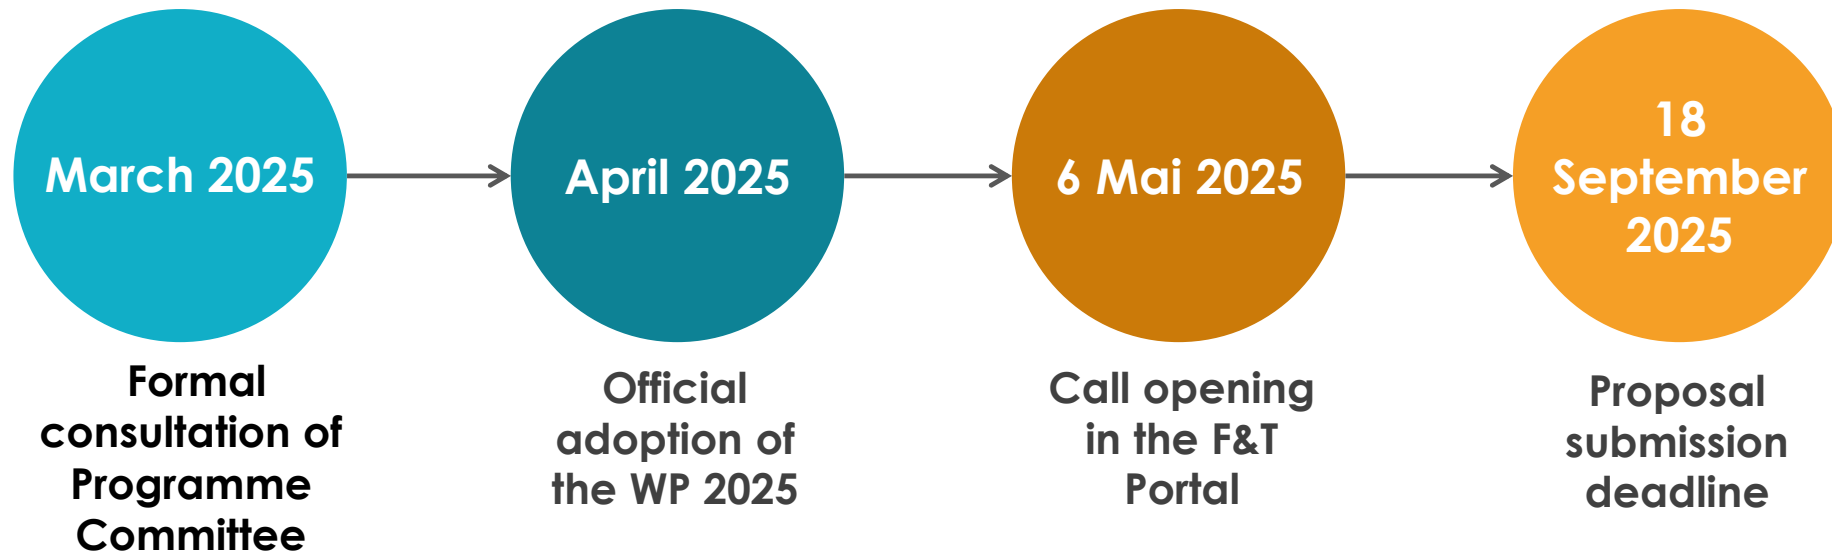 March 2025
Formal
consultation of
Programme
Committee
April 2025
Official
adoption of
the WP 2025
6 Mai 2025
Call opening
in the F&T
Portal
18
September
2025
Proposal
submission
deadline